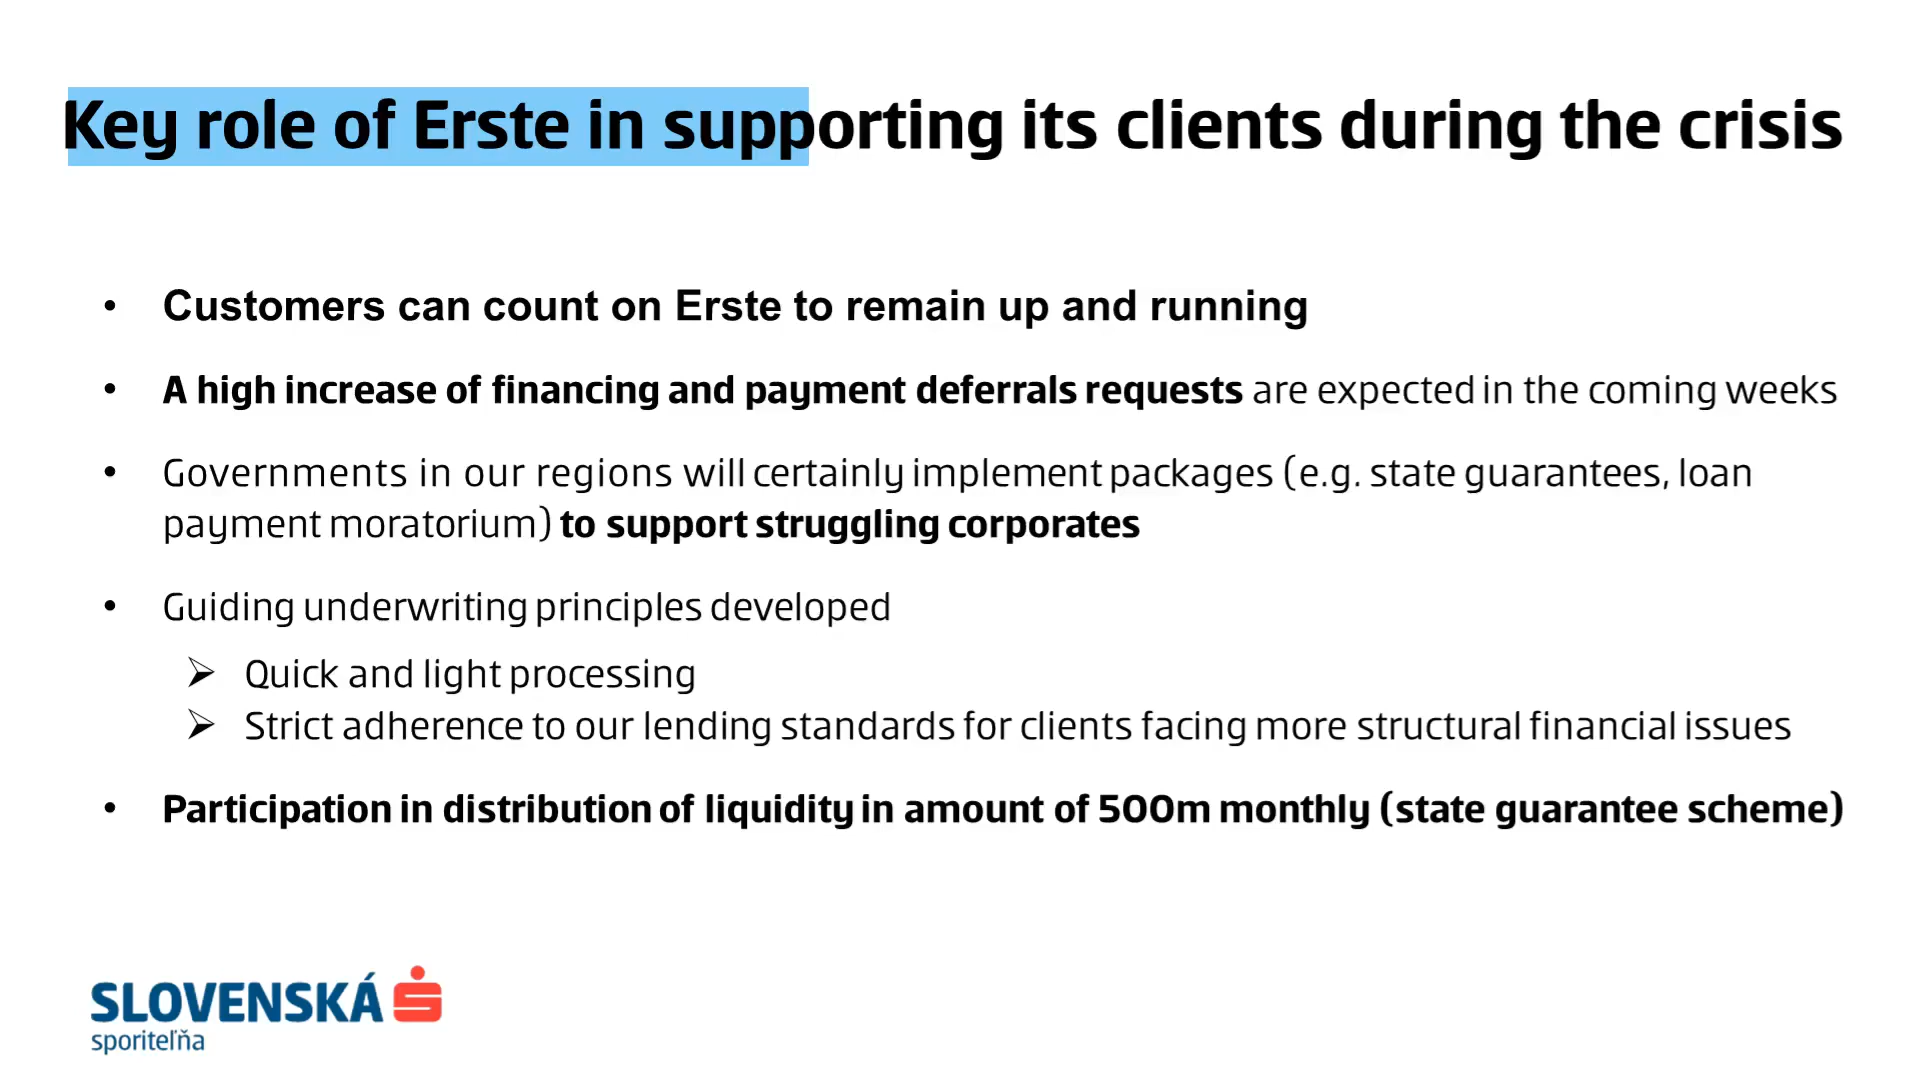 Key role of Erste in supporting its clients during the crisis
• Customers can count on Erste to remain up and running
• A high increase of financing and payment deferrals requests are expected in the coming weeks
• Governments in our regions will certainly implement packages (e.g. state guarantees, loan
payment moratorium) to support struggling corporates
• Guiding underwriting principles developed
➢ Quick and light processing
➢ Strict adherence to our lending standards for clients facing more structural financial issues
• Participation in distribution of liquidity in amount of 500m monthly (state guarantee scheme)
SLOVENSKÁ
sporiteľňa